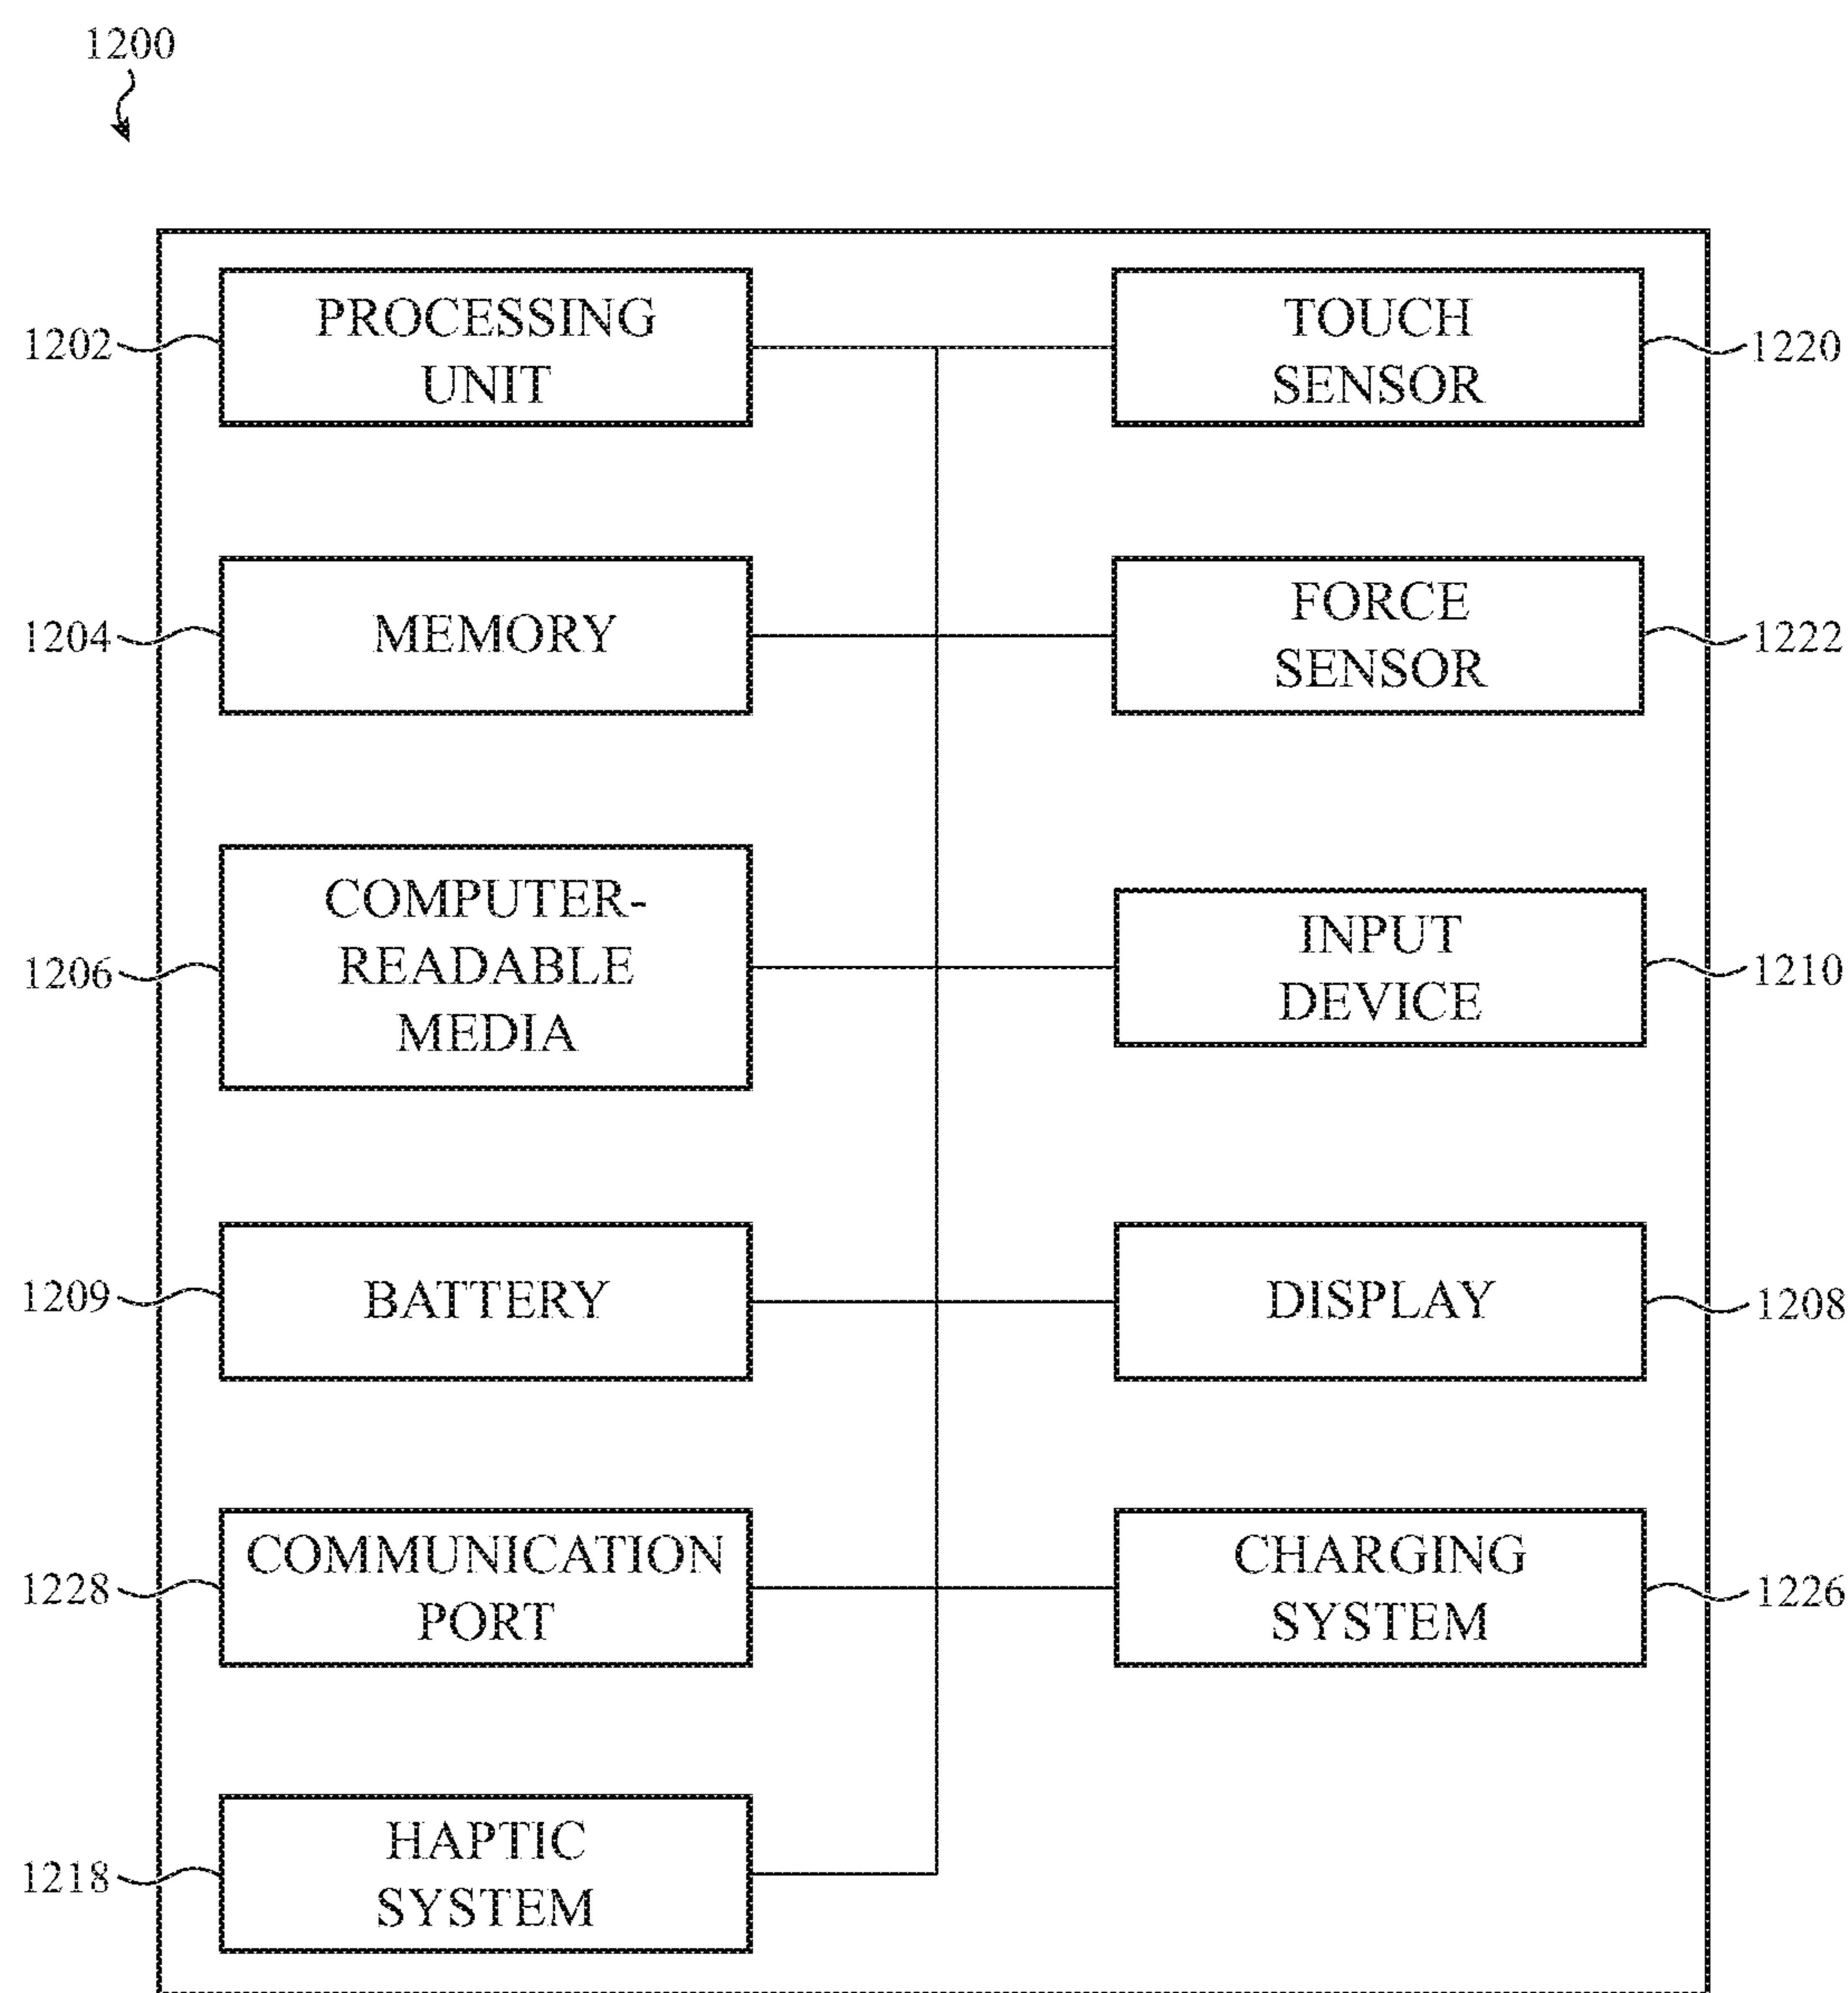 1200
1202
PROCESSING
UNIT
TOUCH
SENSOR
1220
1204
MEMORY
FORCE
SENSOR
1222
1206
COMPUTER-
READABLE
MEDIA
INPUT
DEVICE
1210
1209
BATTERY
DISPLAY
1208
1228
COMMUNICATION
PORT
CHARGING
SYSTEM
1226
1218
HAPTIC
SYSTEM